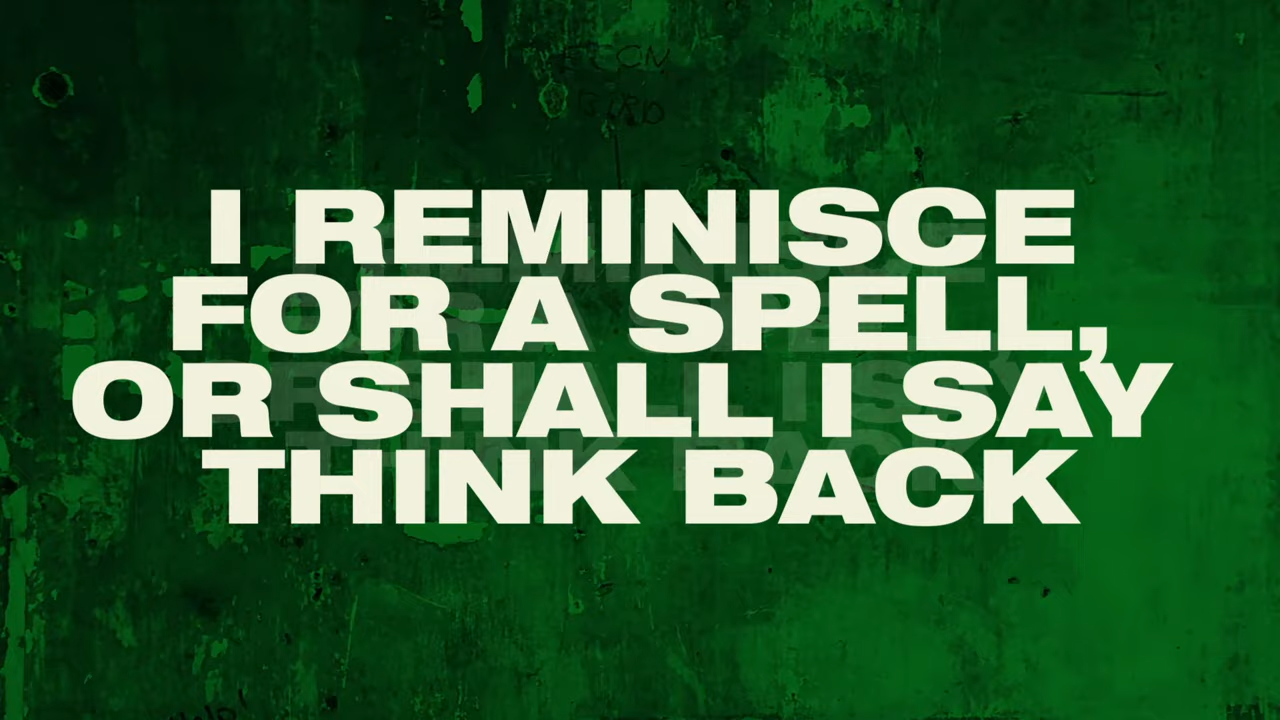 I REMINISCE
FOR A SPELL,
OR SHALL I SAY
THINK BACK